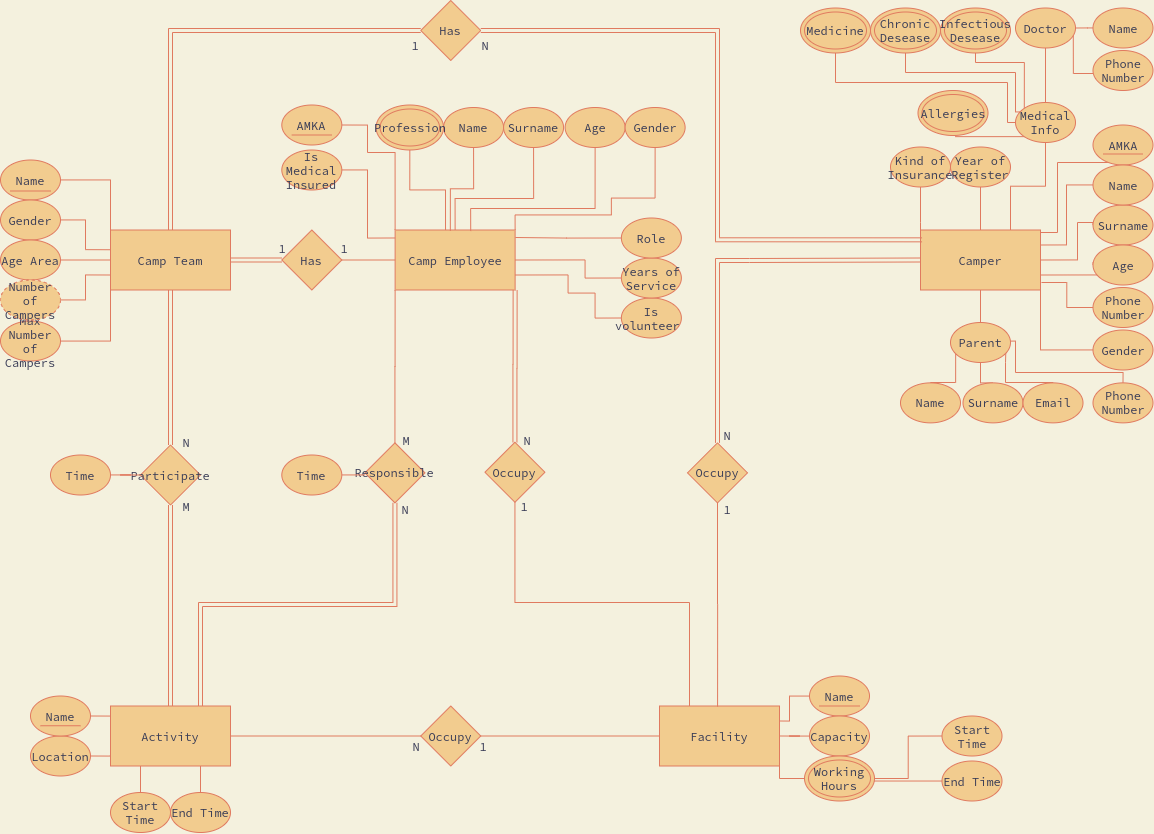 Has
1
N
Medicine
Chronic
Desease
Infectious
Desease
Doctor
Name
Phone
Number
Allergies
Medical
Info
AMKA
Profession
Name
Surname
Age
Gender
Is
Medical
Insured
Kind of
Insurance
Year of
Register
AMKA
Name
Surname
Age
Phone
Number
Gender
Name
Gender
Age Area
Number
of
Campers
Max
Number
of
Campers
Camp Team
1
Has
1
Camp Employee
Role
Years of
Service
Is
volunteer
Camper
Parent
Name
Surname
Email
Phone
Number
N
Time
Participate
M
M
Time
Responsible
N
N
Occupy
1
N
Occupy
1
Name
Location
Activity
Start
Time
End Time
N
Occupy
1
Facility
Name
Capacity
Working
Hours
Start
Time
End Time